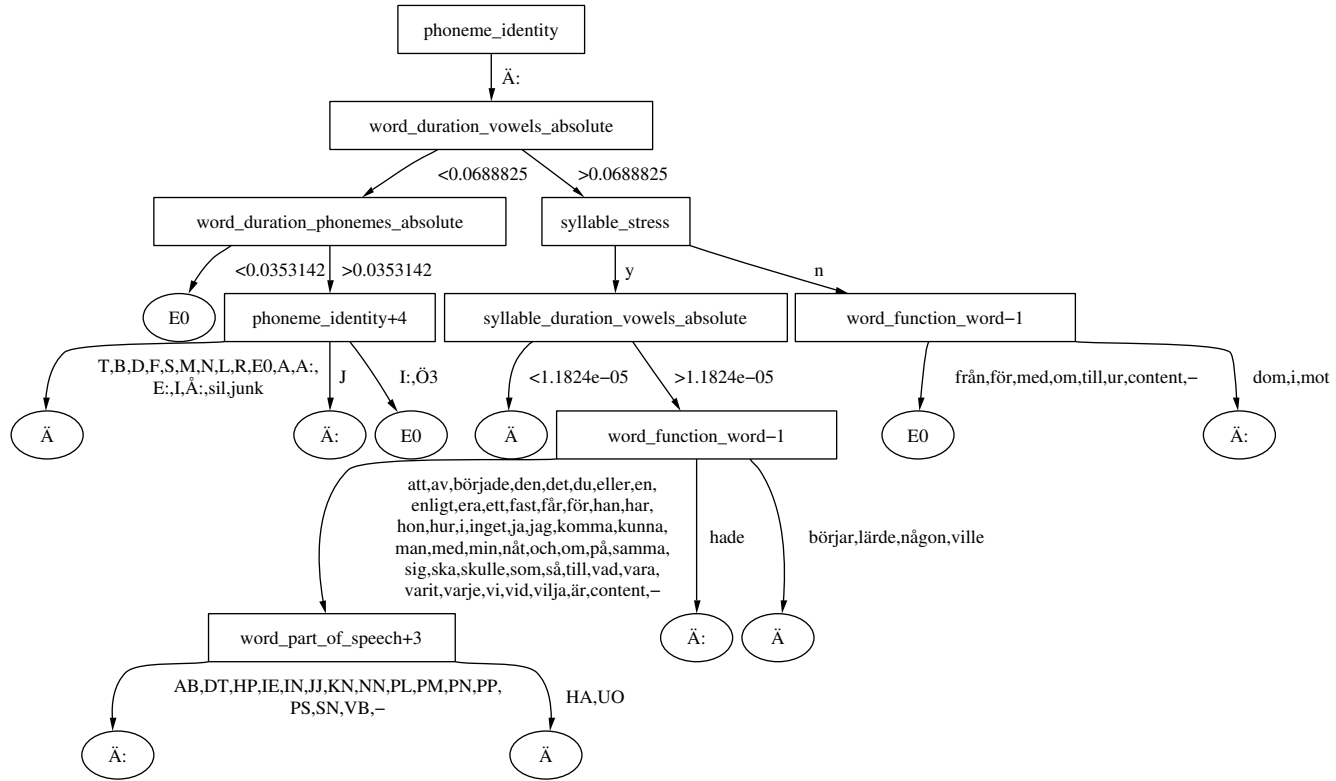 phoneme_identity
Ä:
word_duration_vowels_absolute
<0.0688825
>0.0688825
word_duration_phonemes_absolute
syllable_stress
<0.0353142
>0.0353142
y
n
E0
phoneme_identity+4
syllable_duration_vowels_absolute
word_function_word−1
T,B,D,F,S,M,N,L,R,E0,A,A:,
E:,I,Å:,sil,junk
J
I:,Ö3
<1.1824e−05
>1.1824e−05
från,för,med,om,till,ur,content,−
dom,i,mot
Ä
Ä:
E0
Ä
word_function_word−1
E0
Ä:
att,av,började,den,det,du,eller,en,
enligt,era,ett,fast,får,för,han,har,
hon,hur,i,inget,ja,jag,komma,kunna,
man,med,min,nåt,och,om,på,samma,
sig,ska,skulle,som,så,till,vad,vara,
varit,varje,vi,vid,vilja,är,content,−
hade
börjar,lärde,någon,ville
word_part_of_speech+3
Ä:
Ä
AB,DT,HP,IE,IN,JJ,KN,NN,PL,PM,PN,PP,
PS,SN,VB,−
HA,UO
Ä:
Ä